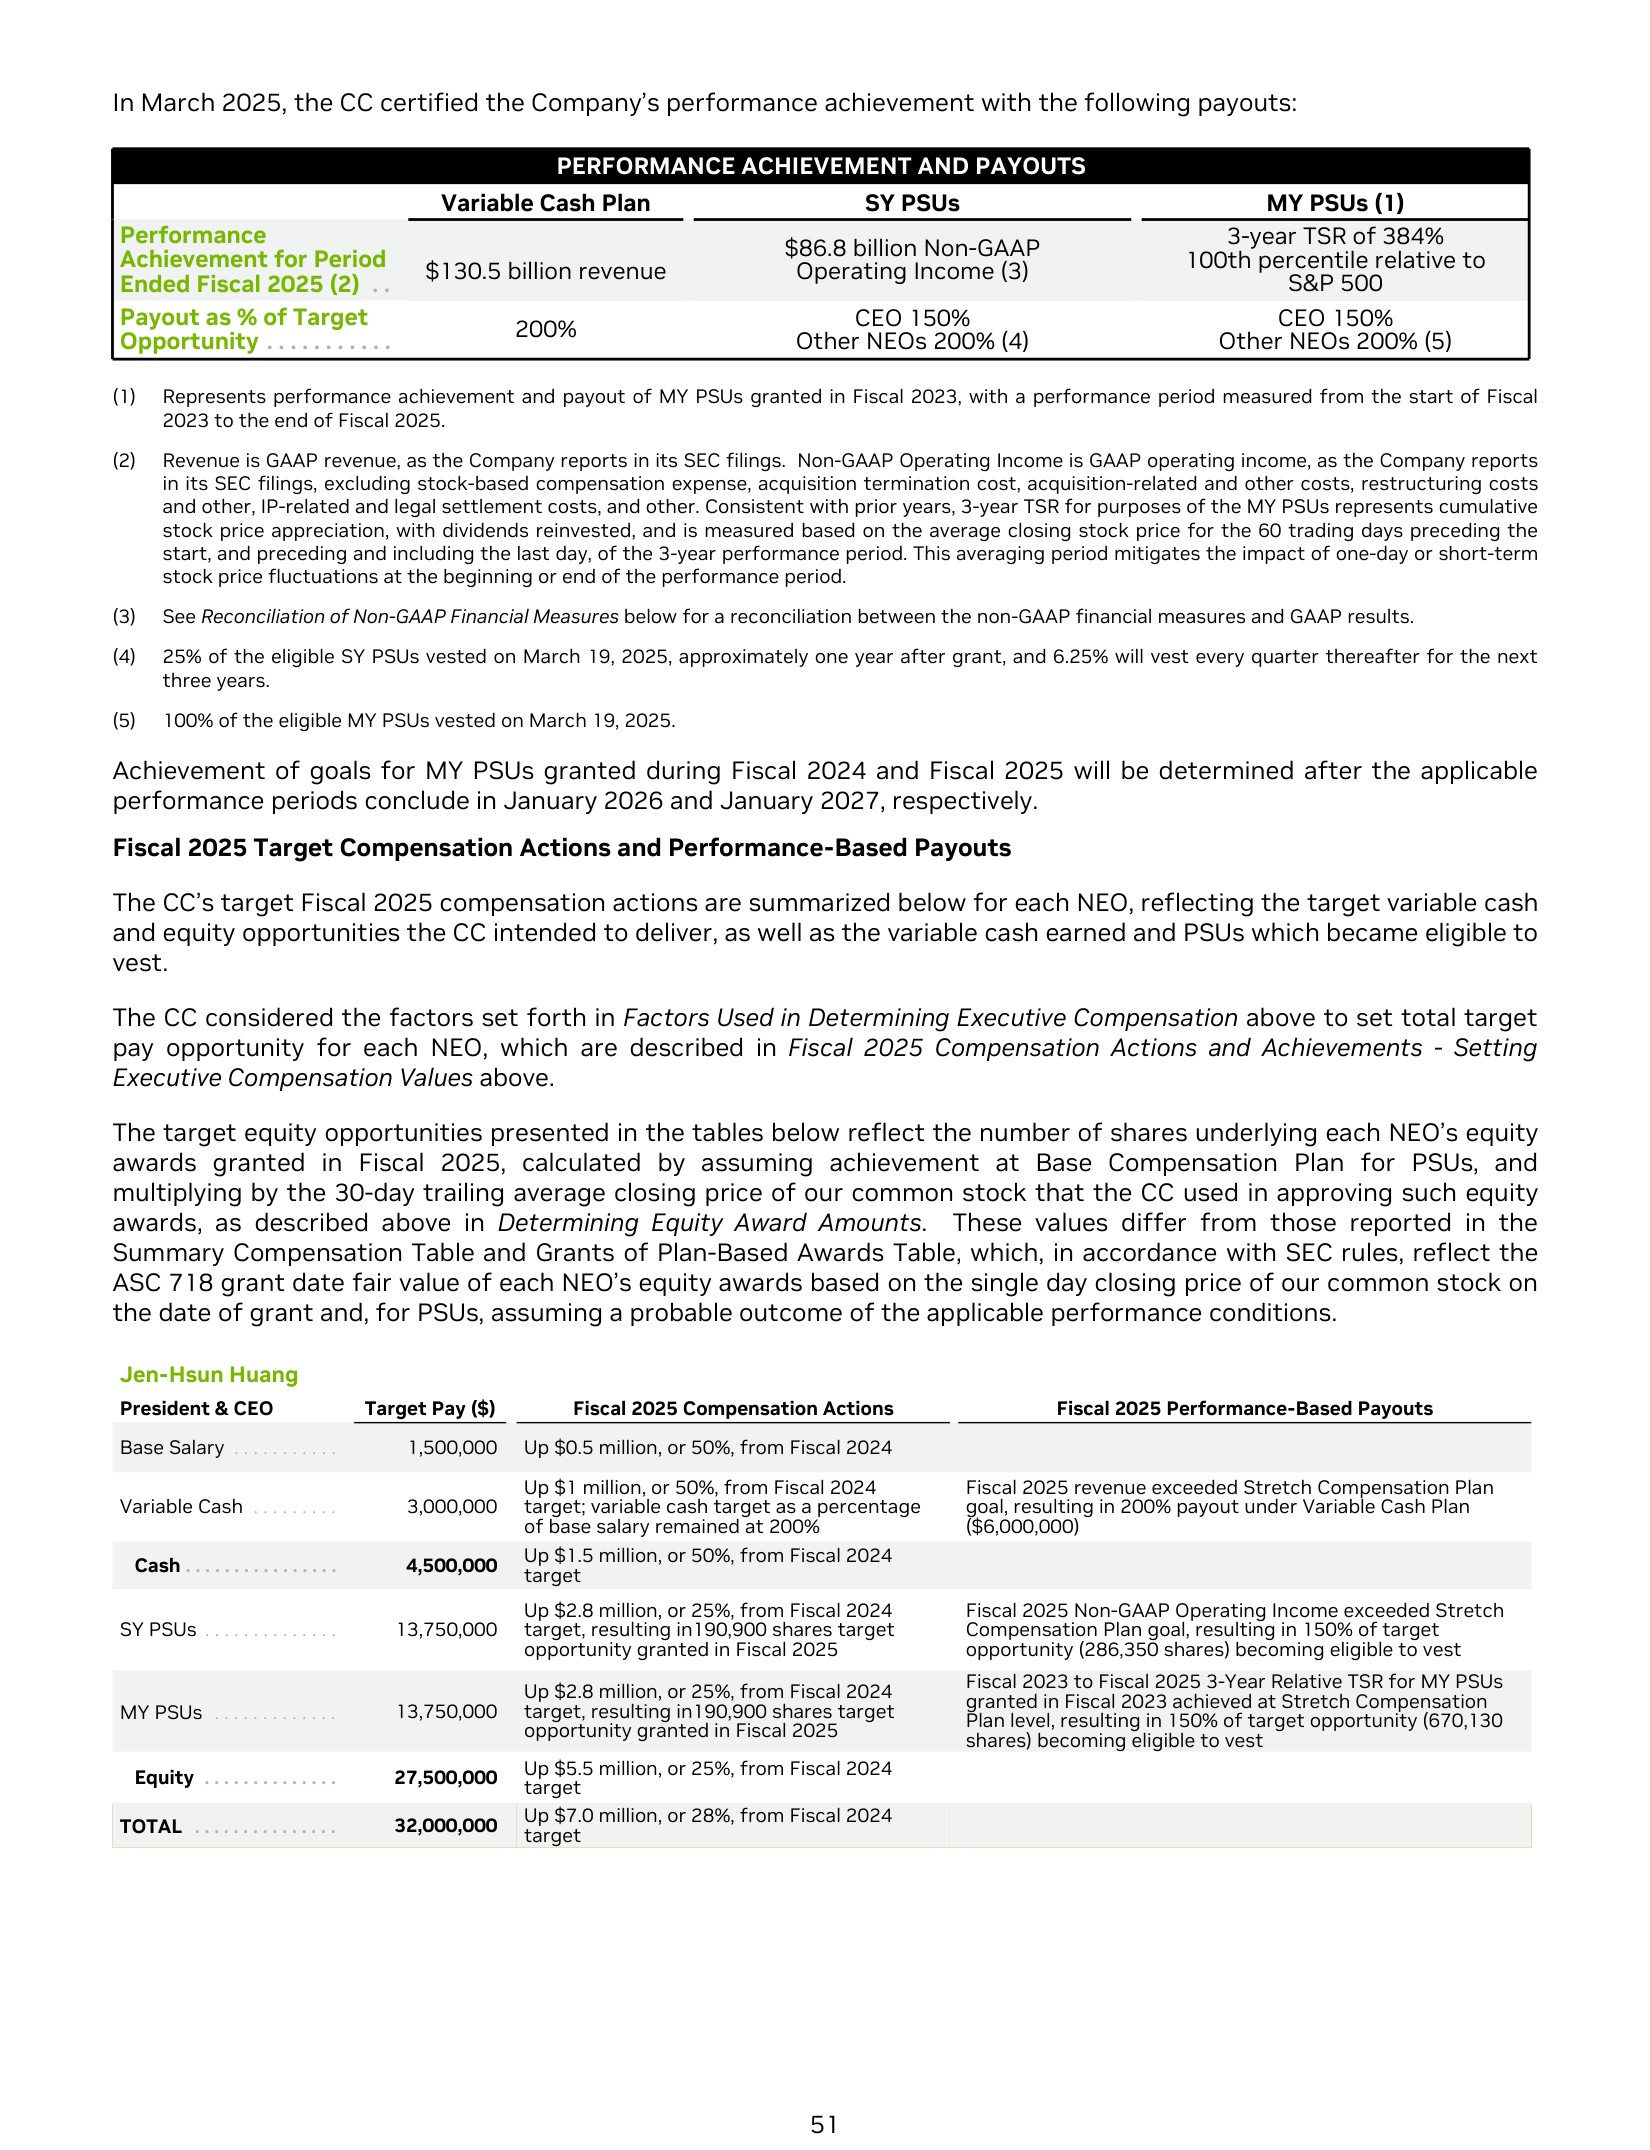 In March 2025, the CC certified the Company's performance achievement with the following payouts:
PERFORMANCE ACHIEVEMENT AND PAYOUTS
Variable Cash Plan SY PSUs MY PSUs (1)
Performance
Achievement for Period
Ended Fiscal 2025 (2) . .
$130.5 billion revenue
$86.8 billion Non-GAAP
Operating Income (3)
3-year TSR of 384%
100th percentile relative to
S&P 500
Payout as % of Target
Opportunity . . . . . . . . . . .
200%
CEO 150%
Other NEOs 200% (4)
CEO 150%
Other NEOs 200% (5)
(1) Represents performance achievement and payout of MY PSUs granted in Fiscal 2023, with a performance period measured from the start of Fiscal
2023 to the end of Fiscal 2025.
(2) Revenue is GAAP revenue, as the Company reports in its SEC filings. Non-GAAP Operating Income is GAAP operating income, as the Company reports
in its SEC filings, excluding stock-based compensation expense, acquisition termination cost, acquisition-related and other costs, restructuring costs
and other, IP-related and legal settlement costs, and other. Consistent with prior years, 3-year TSR for purposes of the MY PSUs represents cumulative
stock price appreciation, with dividends reinvested, and is measured based on the average closing stock price for the 60 trading days preceding the
start, and preceding and including the last day, of the 3-year performance period. This averaging period mitigates the impact of one-day or short-term
stock price fluctuations at the beginning or end of the performance period.
(3) See Reconciliation of Non-GAAP Financial Measures below for a reconciliation between the non-GAAP financial measures and GAAP results.
(4) 25% of the eligible SY PSUs vested on March 19, 2025, approximately one year after grant, and 6.25% will vest every quarter thereafter for the next
three years.
(5) 100% of the eligible MY PSUs vested on March 19, 2025.
Achievement of goals for MY PSUs granted during Fiscal 2024 and Fiscal 2025 will be determined after the applicable
performance periods conclude in January 2026 and January 2027, respectively.
Fiscal 2025 Target Compensation Actions and Performance-Based Payouts
The CC's target Fiscal 2025 compensation actions are summarized below for each NEO, reflecting the target variable cash
and equity opportunities the CC intended to deliver, as well as the variable cash earned and PSUs which became eligible to
vest.
The CC considered the factors set forth in Factors Used in Determining Executive Compensation above to set total target
pay opportunity for each NEO, which are described in Fiscal 2025 Compensation Actions and Achievements - Setting
Executive Compensation Values above.
The target equity opportunities presented in the tables below reflect the number of shares underlying each NEO's equity
awards granted in Fiscal 2025, calculated by assuming achievement at Base Compensation Plan for PSUs, and
multiplying by the 30-day trailing average closing price of our common stock that the CC used in approving such equity
awards, as described above in Determining Equity Award Amounts. These values differ from those reported in the
Summary Compensation Table and Grants of Plan-Based Awards Table, which, in accordance with SEC rules, reflect the
ASC 718 grant date fair value of each NEO's equity awards based on the single day closing price of our common stock on
the date of grant and, for PSUs, assuming a probable outcome of the applicable performance conditions.
Jen-Hsun Huang
President & CEO Target Pay ($) Fiscal 2025 Compensation Actions Fiscal 2025 Performance-Based Payouts
Base Salary . . . . . . . . . . . 1,500,000 Up $0.5 million, or 50%, from Fiscal 2024
Variable Cash . . . . . . . . . 3,000,000
Up $1 million, or 50%, from Fiscal 2024
target; variable cash target as a percentage
of base salary remained at 200%
Fiscal 2025 revenue exceeded Stretch Compensation Plan
goal, resulting in 200% payout under Variable Cash Plan
($6,000,000)
Cash . . . . . . . . . . . . . . . . 4,500,000
Up $1.5 million, or 50%, from Fiscal 2024
target
SY PSUs . . . . . . . . . . . . . . 13,750,000
Up $2.8 million, or 25%, from Fiscal 2024
target, resulting in190,900 shares target
opportunity granted in Fiscal 2025
Fiscal 2025 Non-GAAP Operating Income exceeded Stretch
Compensation Plan goal, resulting in 150% of target
opportunity (286,350 shares) becoming eligible to vest
MY PSUs . . . . . . . . . . . . . 13,750,000
Up $2.8 million, or 25%, from Fiscal 2024
target, resulting in190,900 shares target
opportunity granted in Fiscal 2025
Fiscal 2023 to Fiscal 2025 3-Year Relative TSR for MY PSUs
granted in Fiscal 2023 achieved at Stretch Compensation
Plan level, resulting in 150% of target opportunity (670,130
shares) becoming eligible to vest
Equity . . . . . . . . . . . . . . 27,500,000
Up $5.5 million, or 25%, from Fiscal 2024
target
TOTAL . . . . . . . . . . . . . . . 32,000,000
Up $7.0 million, or 28%, from Fiscal 2024
target
51